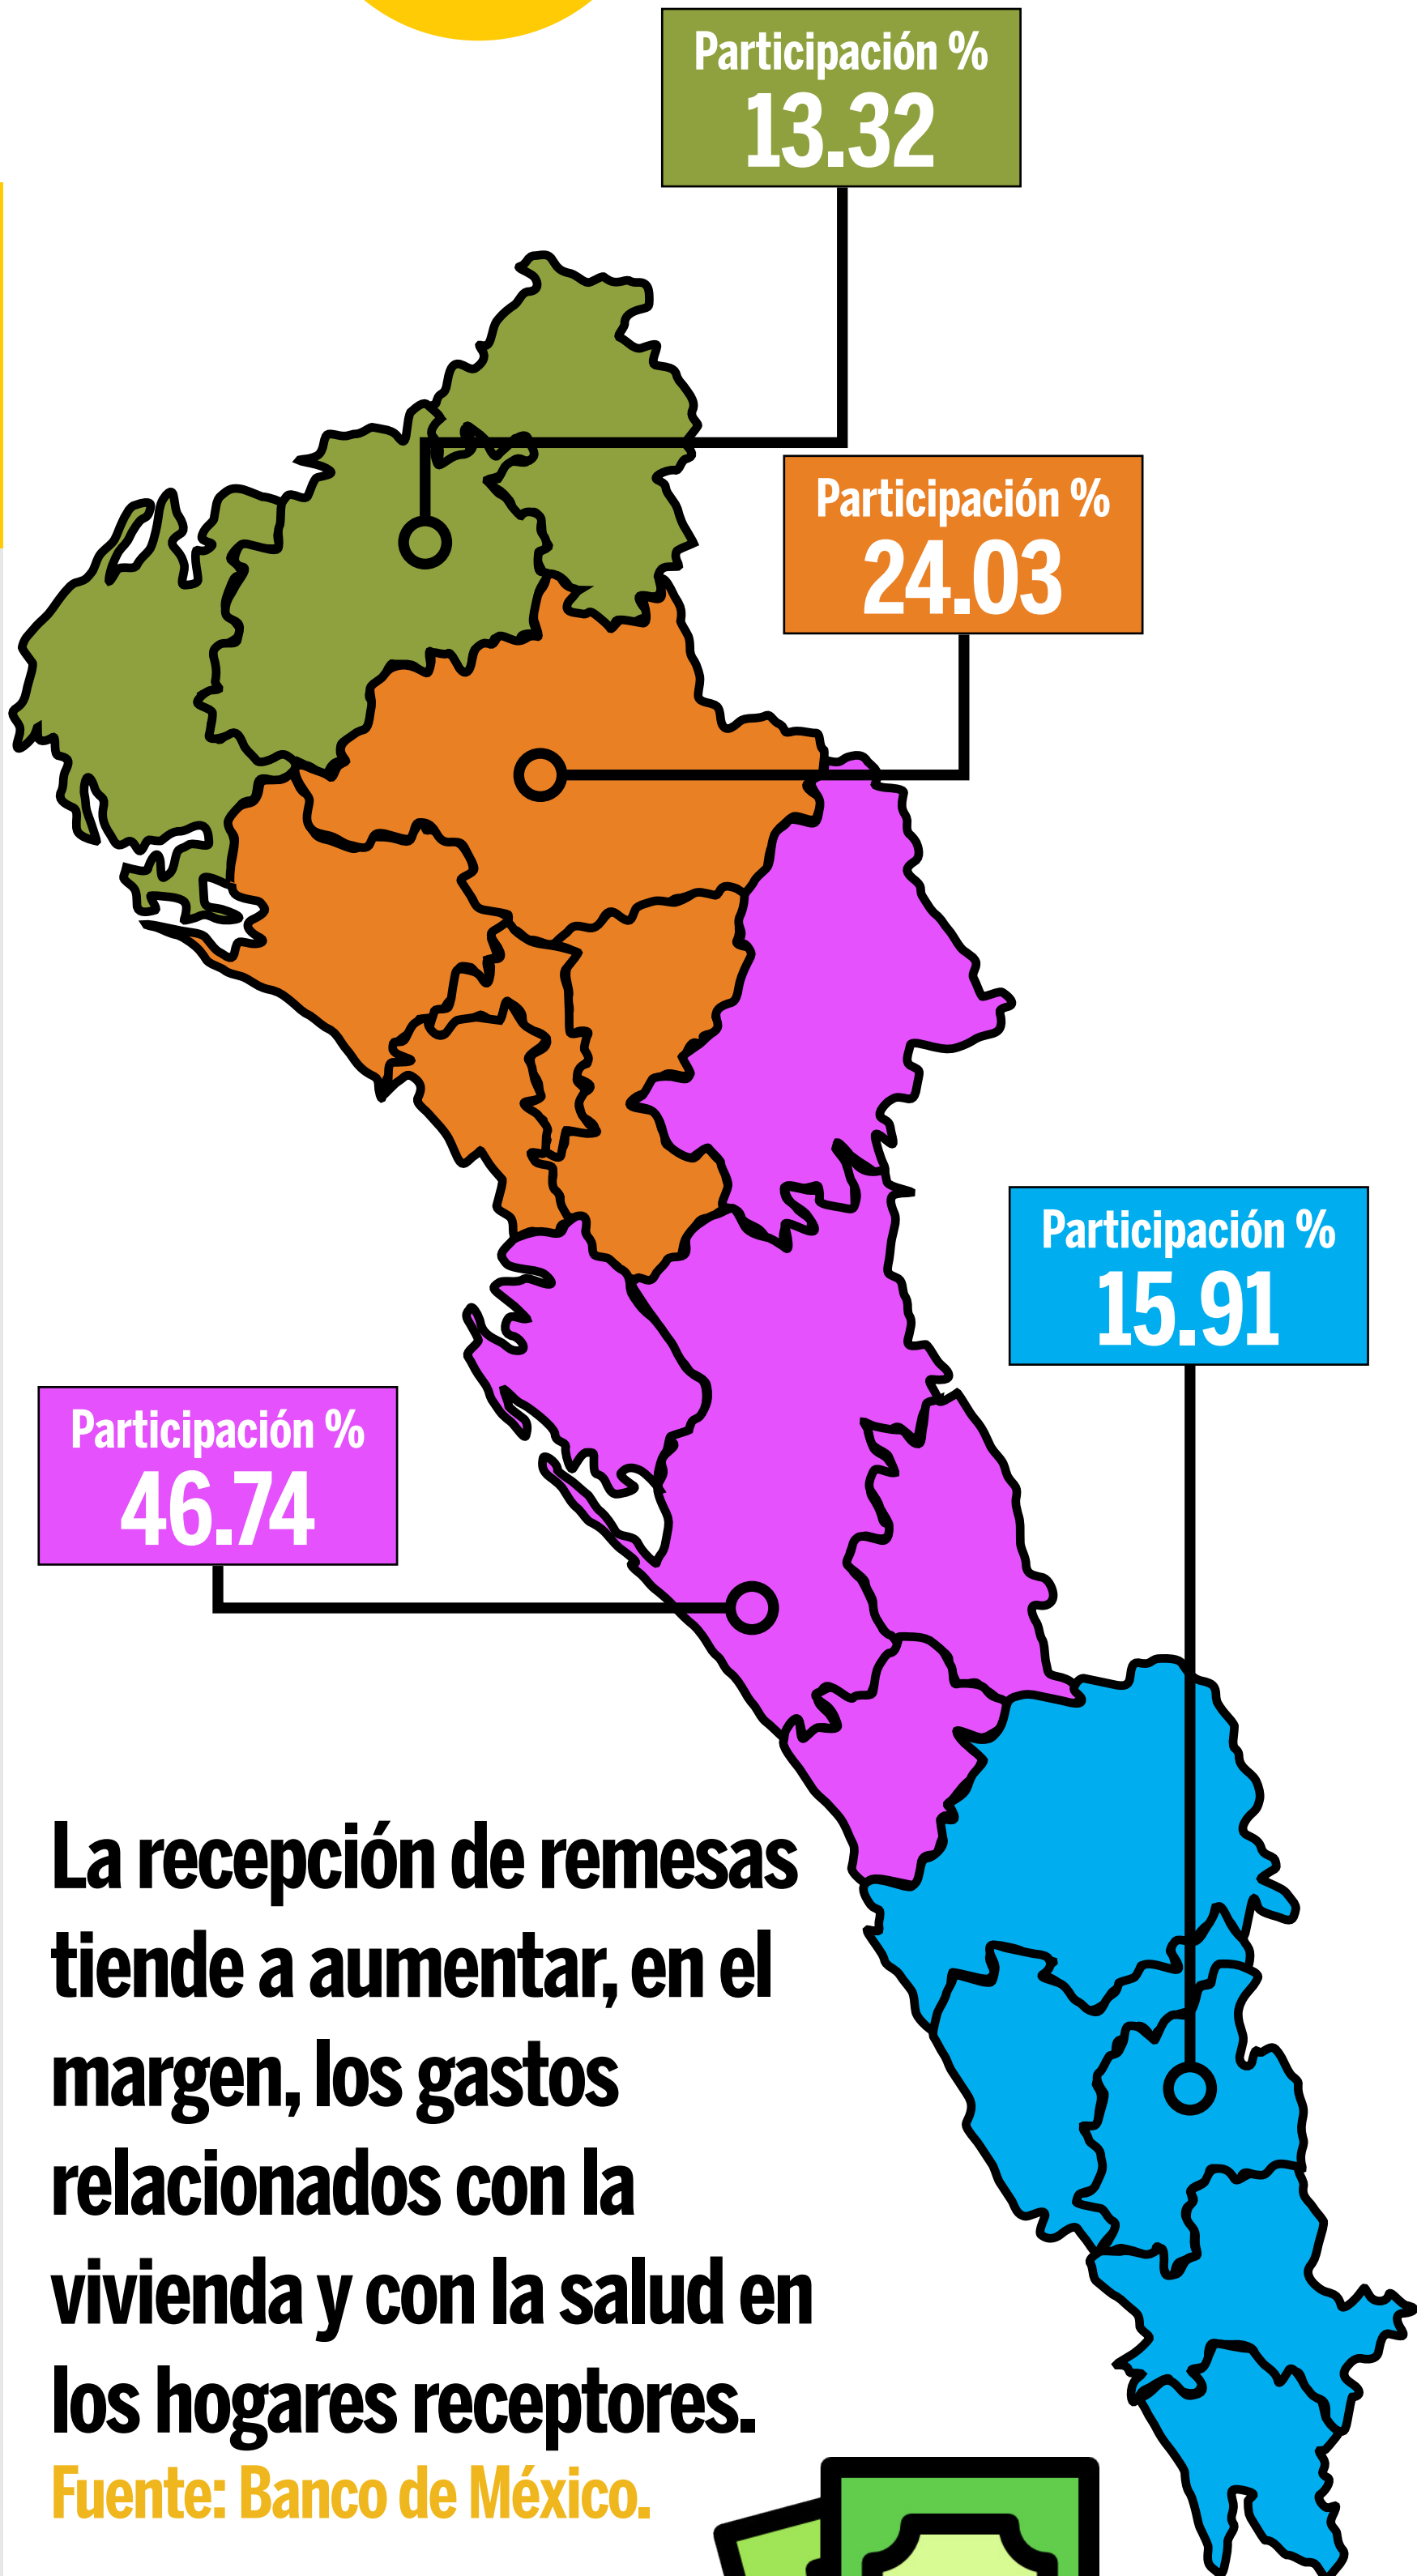 Participación %
13.32
Participación %
24.03
Participación %
15.91
Participación %
46.74
La recepción de remesas
tiende a aumentar, en el
margen, los gastos
relacionados con la
vivienda y con la salud en
los hogares receptores.
Fuente: Banco de México.